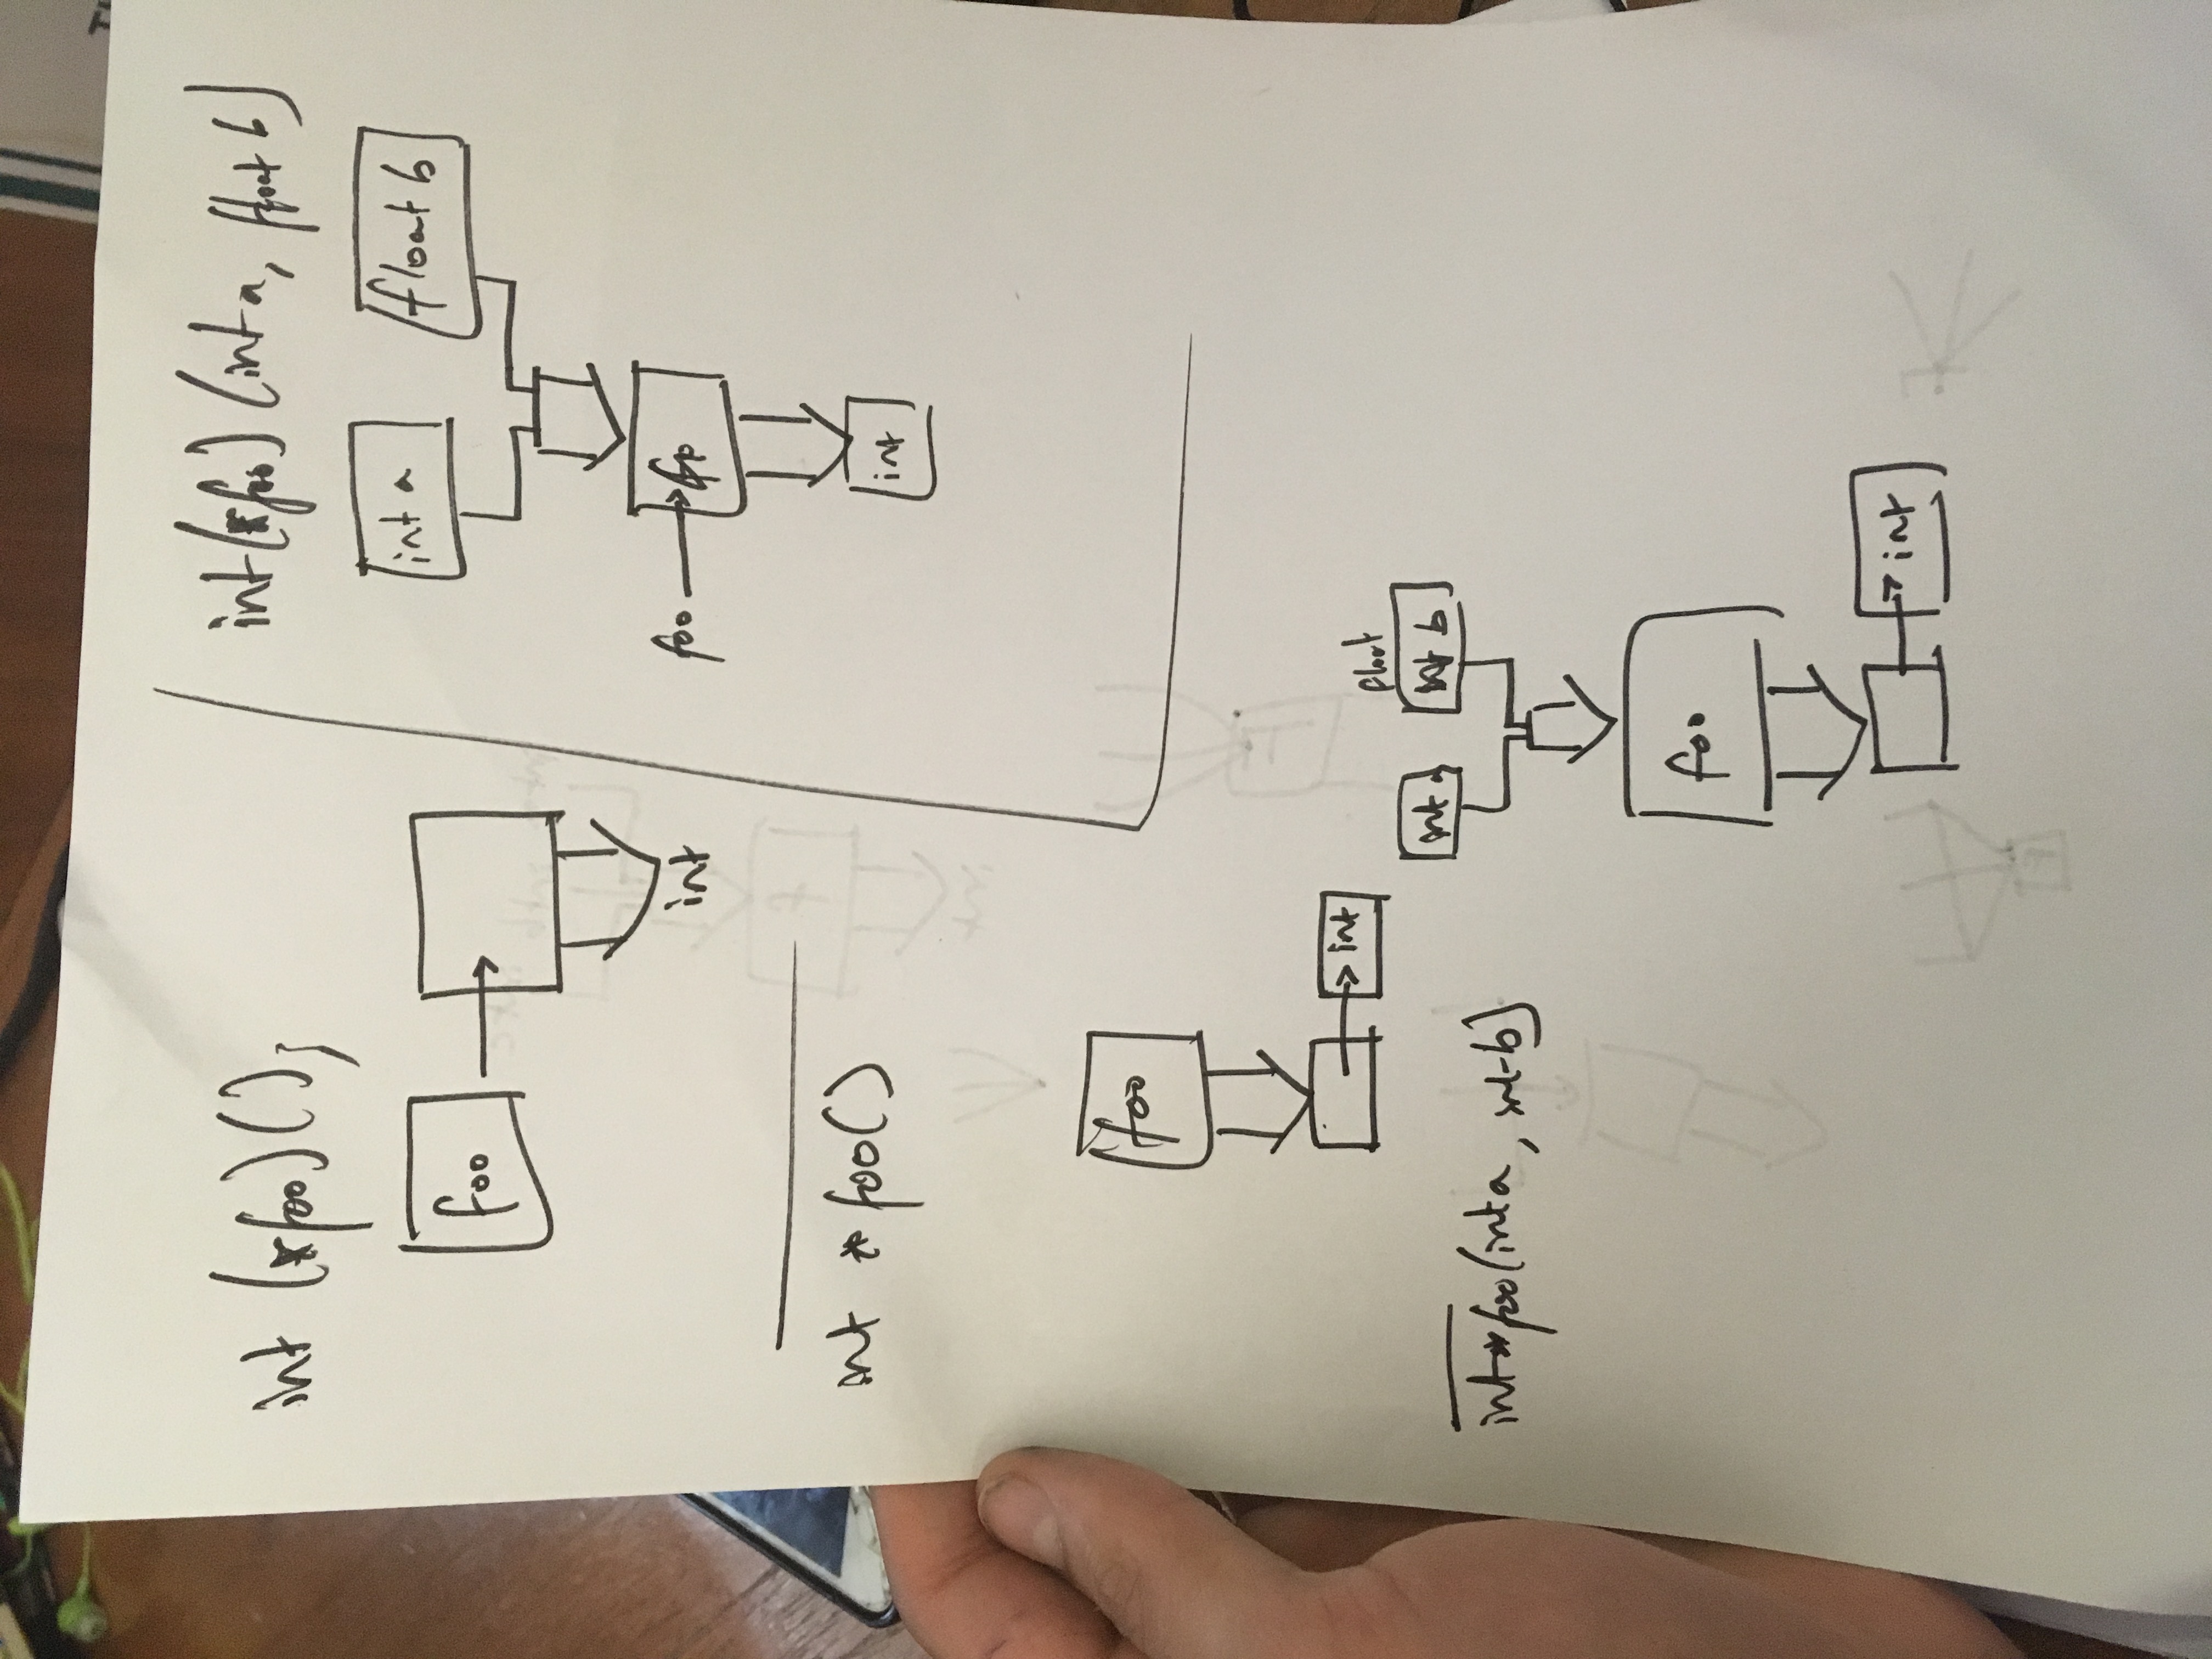 int (*foo)();
foo
int
int *foo()
foo
int
int *foo(int a, int b)
int(*foo)(int a, float b)
int a
float b
foo
int
float
int a
int b
foo
int